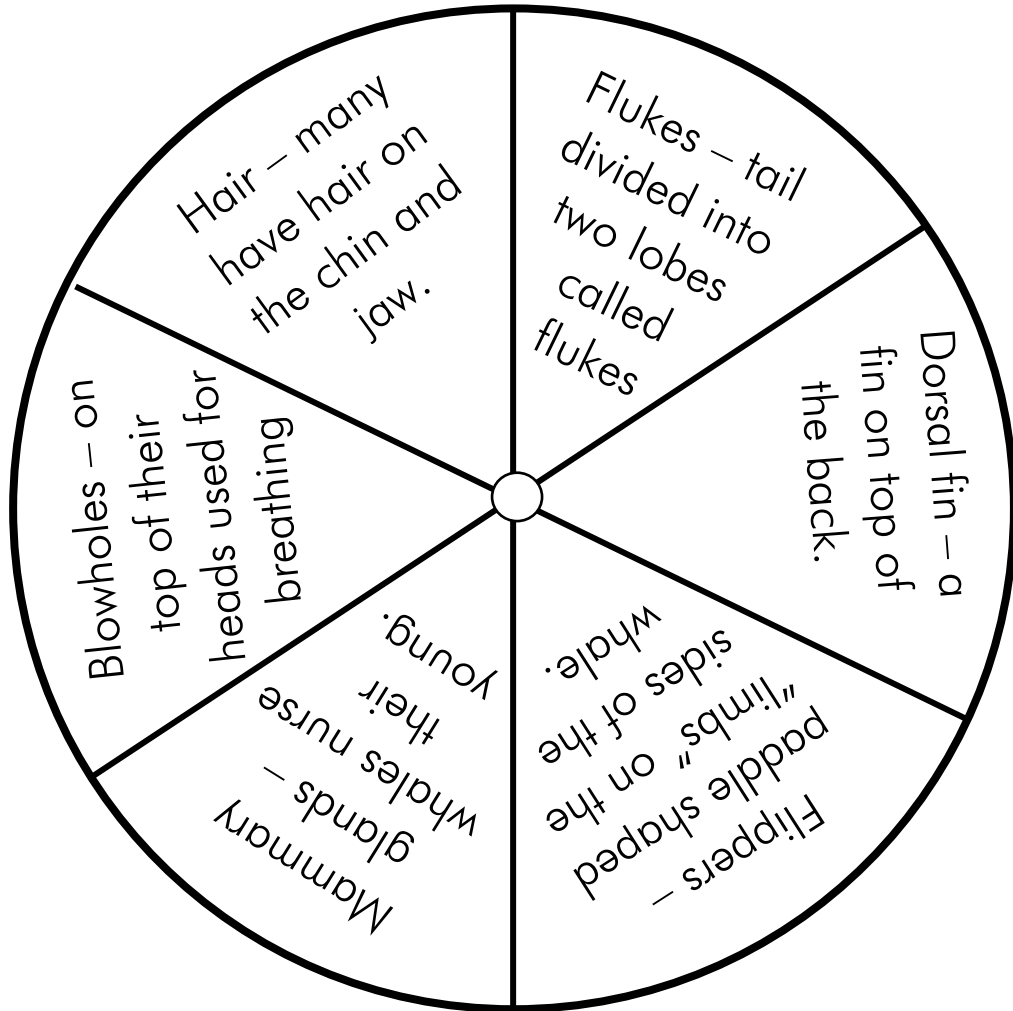 Flukes – tail
divided into
two lobes
called
flukes
Dorsal fin – a
fin on top of
the back.
Flippers –
paddle shaped
“limbs” on the
sides of the
whale.
Mammary
glands –
whales nurse
their
young.
Blowholes – on
top of their
heads used for
breathing
Hair – many
have hair on
the chin and
jaw.